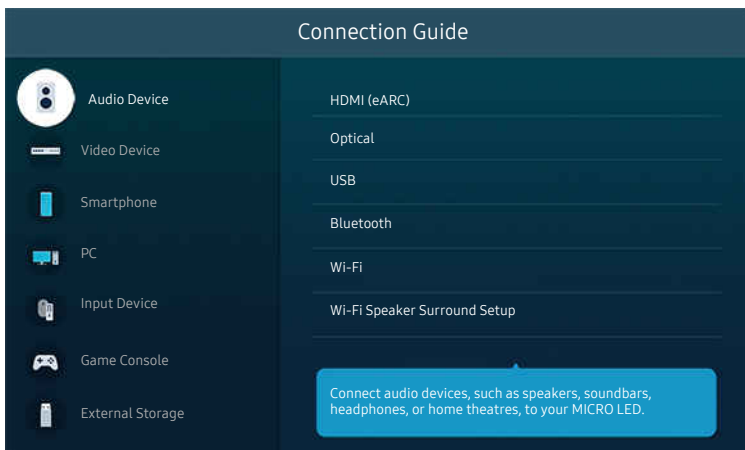 Connection Guide
Audio Device
Video Device
Smartphone
PC
Input Device
Game Console
External Storage
HDMI (eARC)
Optical
USB
Bluetooth
Wi-Fi
Wi-Fi Speaker Surround Setup
Connect audio devices, such as speakers, soundbars,
headphones, or home theatres, to your MICRO LED.